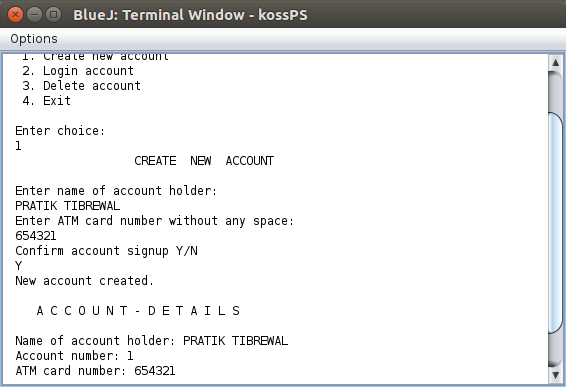 BlueJ: Terminal Window - kossPS
Options
1. Create new account
2. Login account
3. Delete account
4. Exit
Enter choice:
1
CREATE NEW ACCOUNT
Enter name of account holder:
PRATIK TIBREWAL
Enter ATM card number without any space:
654321
Confirm account signup Y/N
Y
New account created.
A C C O U N T - D E T A I L S
Name of account holder: PRATIK TIBREWAL
Account number: 1
ATM card number: 654321